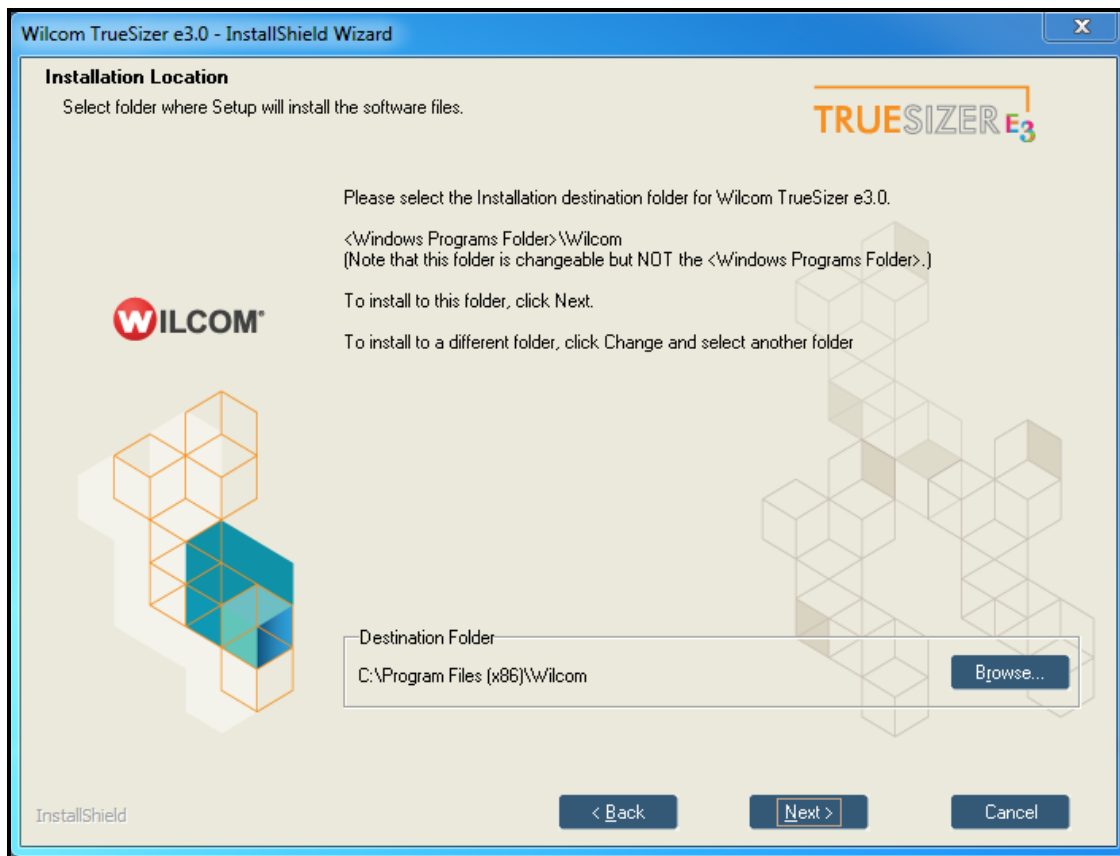 Wilcom TrueSizer e3.0 - InstallShield Wizard
X
Installation Location
Select folder where Setup will install the software files.
TRUESIZER E3
Please select the Installation destination folder for Wilcom TrueSizer e3.0.
<Windows Programs Folder>\Wilcom
(Note that this folder is changeable but NOT the <Windows Programs Folder>.)
To install to this folder, click Next.
WILCOM®
To install to a different folder, click Change and select another folder
Destination Folder
C:\Program Files (x86)\Wilcom
Browse...
InstallShield
< Back
Next >
Cancel